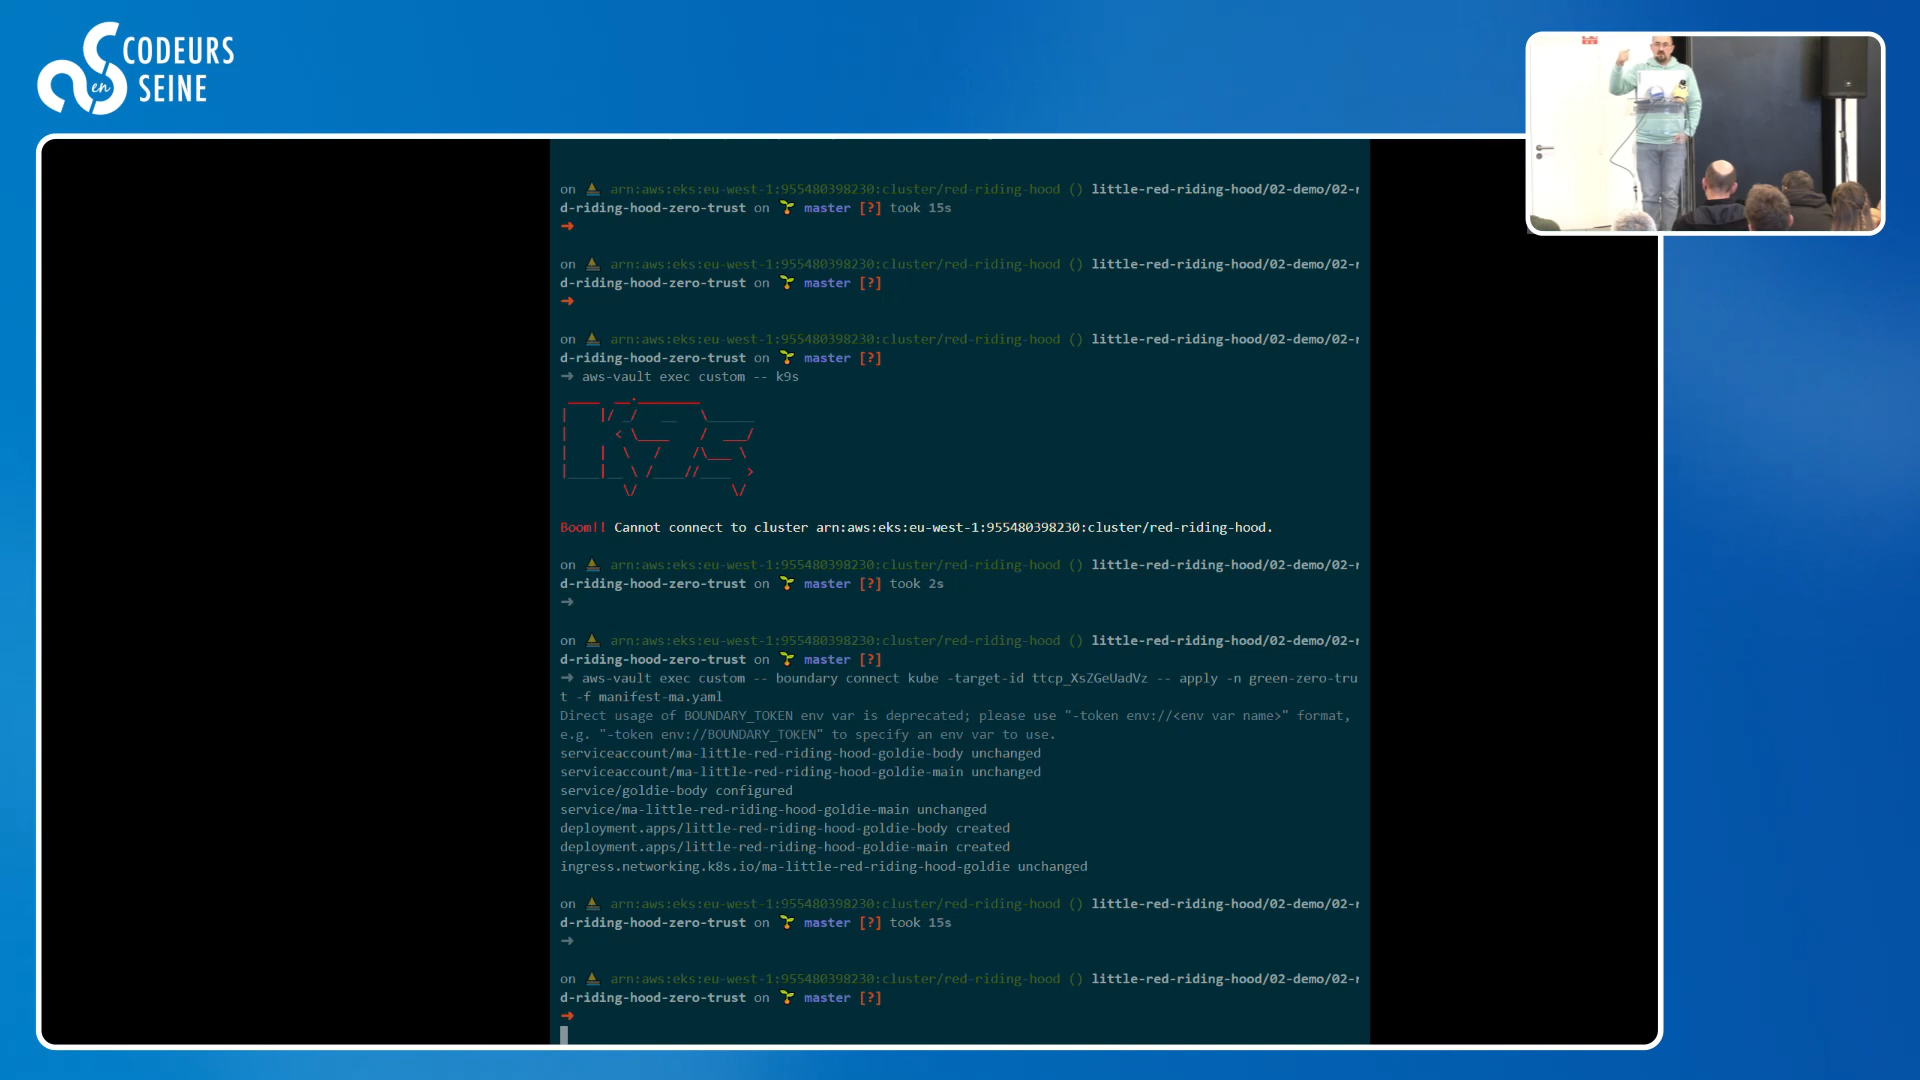 CODEURS
en
SEINE
on arn:aws:eks:eu-west-1:955480398230:cluster/red-riding-hood () little-red-riding-hood/02-demo/02-r
d-riding-hood-zero-trust on master [?] took 15s
➜
on arn:aws:eks:eu-west-1:955480398230:cluster/red-riding-hood () little-red-riding-hood/02-demo/02-r
d-riding-hood-zero-trust on master [?]
➜
on arn:aws:eks:eu-west-1:955480398230:cluster/red-riding-hood () little-red-riding-hood/02-demo/02-r
d-riding-hood-zero-trust on master [?]
➜ aws-vault exec custom -- k9s
K9s
Boom!! Cannot connect to cluster arn:aws:eks:eu-west-1:955480398230:cluster/red-riding-hood.
on arn:aws:eks:eu-west-1:955480398230:cluster/red-riding-hood () little-red-riding-hood/02-demo/02-r
d-riding-hood-zero-trust on master [?] took 2s
➜
on arn:aws:eks:eu-west-1:955480398230:cluster/red-riding-hood () little-red-riding-hood/02-demo/02-r
d-riding-hood-zero-trust on master [?]
➜ aws-vault exec custom -- boundary connect kube -target-id ttcp_XsZGeUadVz -- apply -n green-zero-tru
t -f manifest-ma.yaml
Direct usage of BOUNDARY_TOKEN env var is deprecated; please use "-token env://<env var name>" format,
e.g. "-token env://BOUNDARY_TOKEN" to specify an env var to use.
serviceaccount/ma-little-red-riding-hood-goldie-body unchanged
serviceaccount/ma-little-red-riding-hood-goldie-main unchanged
service/goldie-body configured
service/ma-little-red-riding-hood-goldie-main unchanged
deployment.apps/little-red-riding-hood-goldie-body created
deployment.apps/little-red-riding-hood-goldie-main created
ingress.networking.k8s.io/ma-little-red-riding-hood-goldie unchanged
on arn:aws:eks:eu-west-1:955480398230:cluster/red-riding-hood () little-red-riding-hood/02-demo/02-r
d-riding-hood-zero-trust on master [?] took 15s
➜
on arn:aws:eks:eu-west-1:955480398230:cluster/red-riding-hood () little-red-riding-hood/02-demo/02-r
d-riding-hood-zero-trust on master [?]
➜